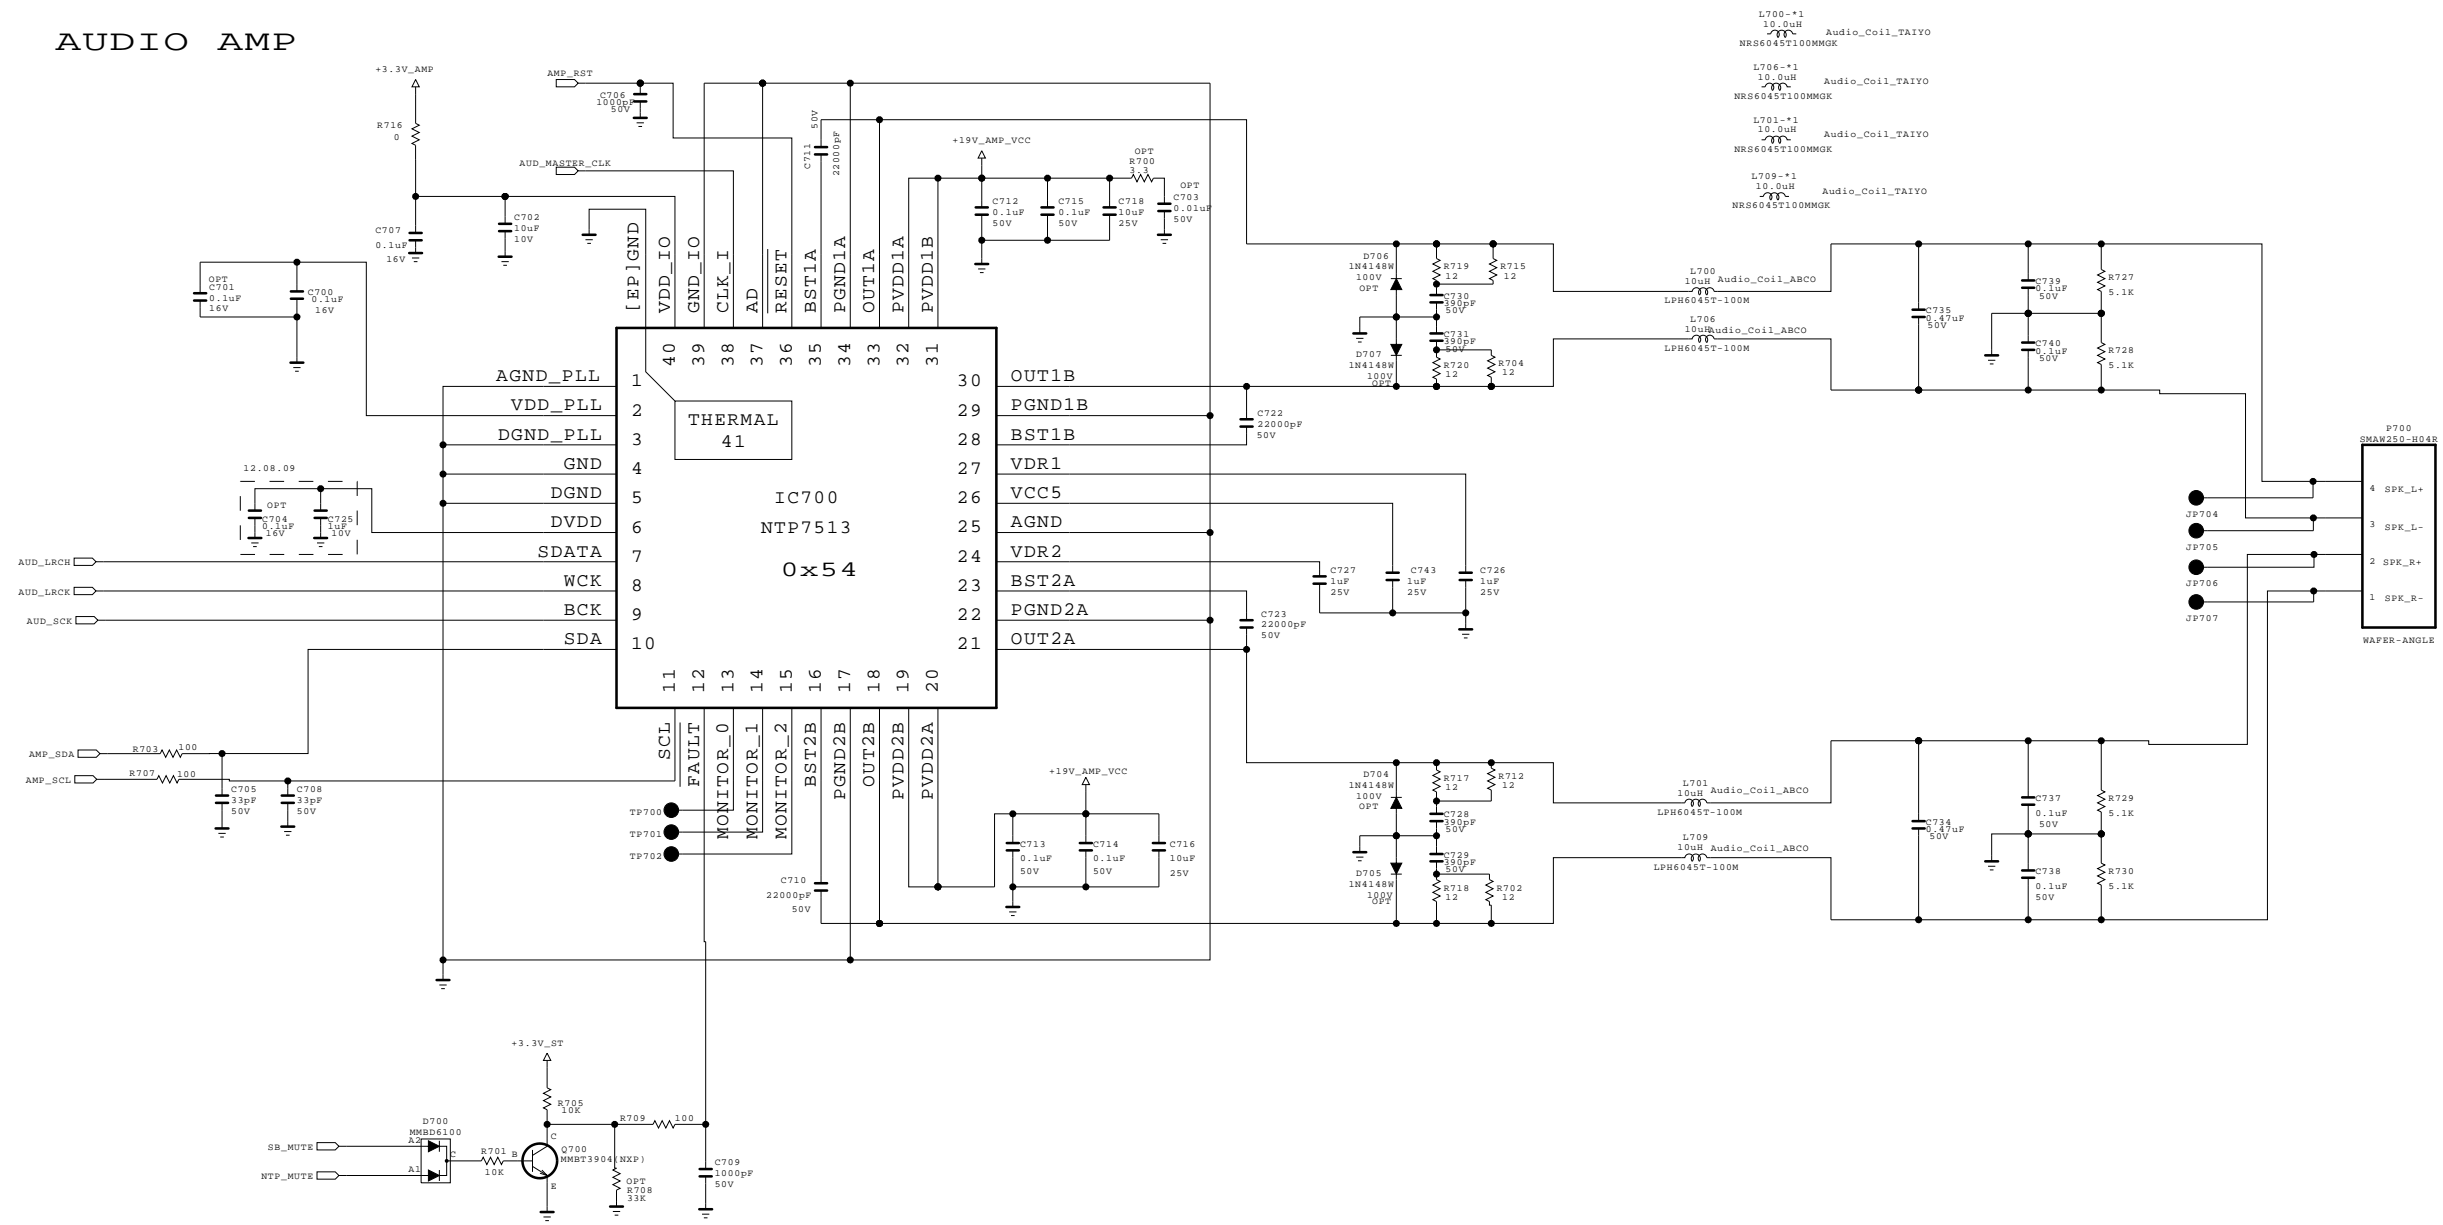 AUDIO AMP
L700-*1
10.0uH
NRS6045T100MMGK
Audio_Coil_TAIYO
L706-*1
10.0uH
NRS6045T100MMGK
Audio_Coil_TAIYO
L701-*1
10.0uH
NRS6045T100MMGK
Audio_Coil_TAIYO
L709-*1
10.0uH
NRS6045T100MMGK
Audio_Coil_TAIYO
+3.3V_AMP
R716
0
AMP_RST
C706
1000pF
50V
AUD_MASTER_CLK
C711
22000pF
50V
+19V_AMP_VCC
OPT
R700
3.3
OPT
C703
0.01uF
50V
C712
0.1uF
50V
C715
0.1uF
50V
C718
10uF
25V
C707
0.1uF
16V
C702
10uF
10V
OPT
C701
0.1uF
16V
C700
0.1uF
16V
[EP]GND
VDD_IO
GND_IO
CLK_I
AD
RESET
BST1A
PGND1A
OUT1A
PVDD1A
PVDD1B
40
39
38
37
36
35
34
33
32
31
AGND_PLL
1
VDD_PLL
2
DGND_PLL
3
GND
4
DGND
5
DVDD
6
SDATA
7
WCK
8
BCK
9
SDA
10
THERMAL
41
IC700
NTP7513
0x54
30
OUT1B
29
PGND1B
28
BST1B
27
VDR1
26
VCC5
25
AGND
24
VDR2
23
BST2A
22
PGND2A
21
OUT2A
11
12
13
14
15
16
17
18
19
20
SCL
FAULT
MONITOR_0
MONITOR_1
MONITOR_2
BST2B
PGND2B
OUT2B
PVDD2B
PVDD2A
12.08.09
OPT
C704
0.1uF
16V
C725
1uF
10V
AUD_LRCH
AUD_LRCK
AUD_SCK
AMP_SDA
R703
100
AMP_SCL
R707
100
C705
33pF
50V
C708
33pF
50V
TP700
TP701
TP702
C710
22000pF
50V
+19V_AMP_VCC
C713
0.1uF
50V
C714
0.1uF
50V
C716
10uF
25V
C722
22000pF
50V
C727
1uF
25V
C743
1uF
25V
C726
1uF
25V
C723
22000pF
50V
D706
1N4148W
100V
OPT
R719
12
R715
12
C730
390pF
50V
C731
390pF
50V
D707
1N4148W
100V
OPT
R720
12
R704
12
L700
10uH
Audio_Coil_ABCO
LPH6045T-100M
L706
10uH
Audio_Coil_ABCO
LPH6045T-100M
C735
0.47uF
50V
C739
0.1uF
50V
R727
5.1K
C740
0.1uF
50V
R728
5.1K
P700
SMAW250-H04R
4 SPK_L+
3 SPK_L-
2 SPK_R+
1 SPK_R-
WAFER-ANGLE
JP704
JP705
JP706
JP707
D704
1N4148W
100V
OPT
R717
12
R712
12
C728
390pF
50V
C729
390pF
50V
D705
1N4148W
100V
OPT
R718
12
R702
12
L701
10uH
Audio_Coil_ABCO
LPH6045T-100M
L709
10uH
Audio_Coil_ABCO
LPH6045T-100M
C734
0.47uF
50V
C737
0.1uF
50V
R729
5.1K
C738
0.1uF
50V
R730
5.1K
+3.3V_ST
R705
10K
R709
100
D700
MMBD6100
A2
C
A1
SB_MUTE
NTP_MUTE
R701
10K
B
C
E
Q700
MMBT3904(NXP)
OPT
R708
33K
C709
1000pF
50V